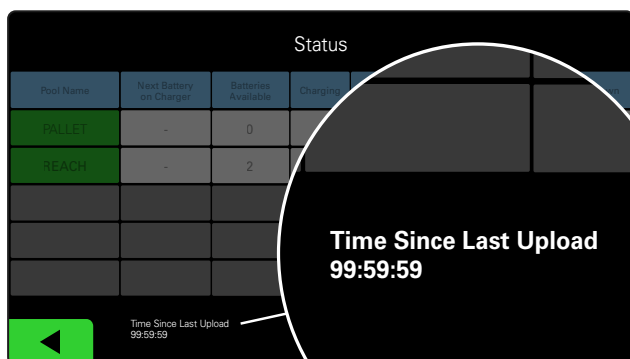 Status
Pool Name
Next Battery
on Charger
Batteries
Available
Charging
PALLET
-
0
REACH
-
2
Time Since Last Upload
99:59:59
Time Since Last Upload
99:59:59